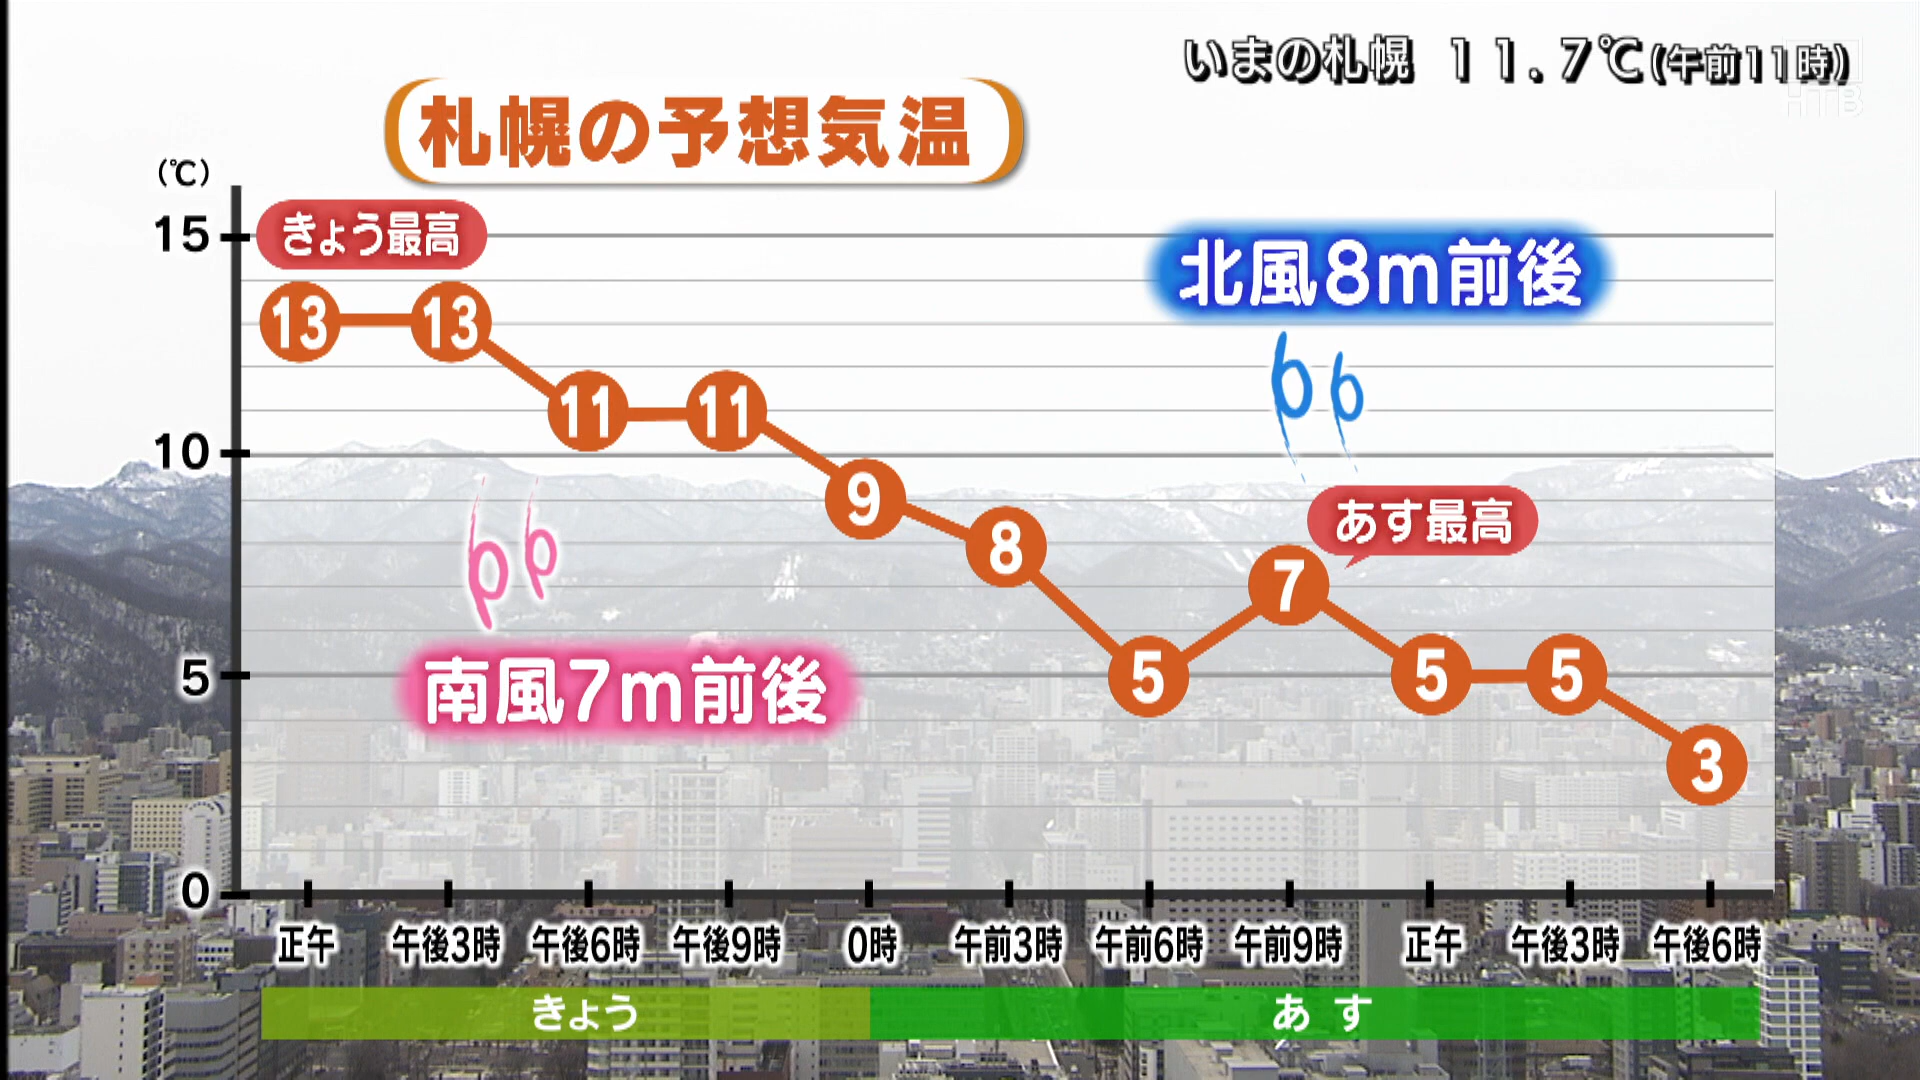 いまの札幌 11.7℃(午前11時)
HTB
札幌の予想気温
(℃)
15
10
5
0
きょう最高
13
13
11
11
9
8
5
7
5
5
3
北風8m前後
あす最高
南風7m前後
正午 午後3時 午後6時 午後9時 0時 午前3時 午前6時 午前9時 正午 午後3時 午後6時
きょう
あす